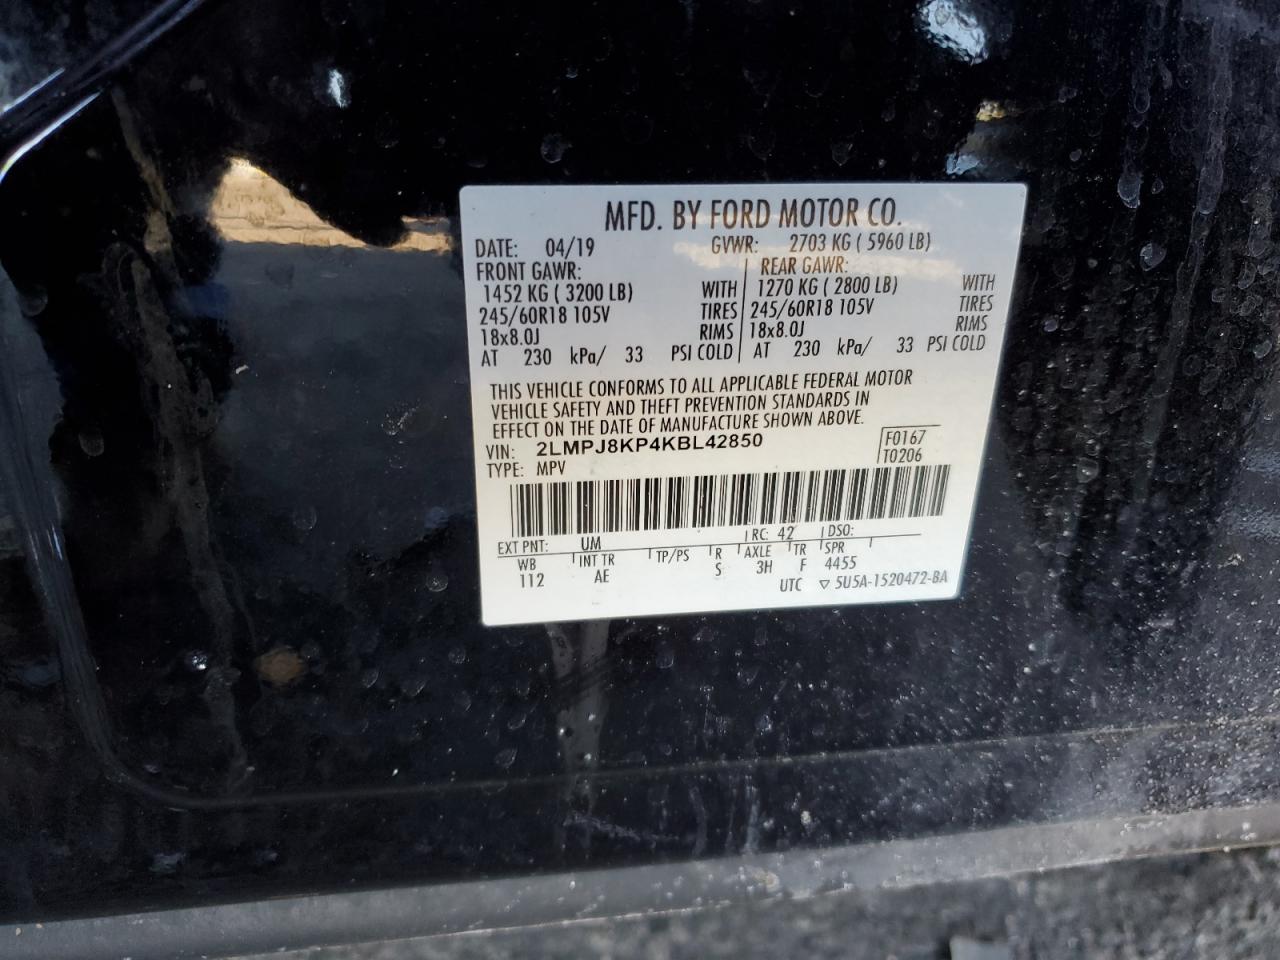 MFD. BY FORD MOTOR CO.
DATE: 04/19 GVWR: 2703 KG ( 5960 LB)
FRONT GAWR: REAR GAWR:
1452 KG ( 3200 LB) WITH 1270 KG ( 2800 LB) WITH
245/60R18 105V TIRES 245/60R18 105V TIRES
18x8.0J RIMS 18x8.0J RIMS
AT 230 kPa/ 33 PSI COLD AT 230 kPa/ 33 PSI COLD
THIS VEHICLE CONFORMS TO ALL APPLICABLE FEDERAL MOTOR
VEHICLE SAFETY AND THEFT PREVENTION STANDARDS IN
EFFECT ON THE DATE OF MANUFACTURE SHOWN ABOVE.
VIN: 2LMPJ8KP4KBL42850 F0167
TYPE: MPV T0206
EXT PNT: UM RC: 42 DSO:
WB INT TR TP/PS R AXLE TR SPR
112 AE S 3H F 4455
UTC ▽ 5U5A-1520472-BA